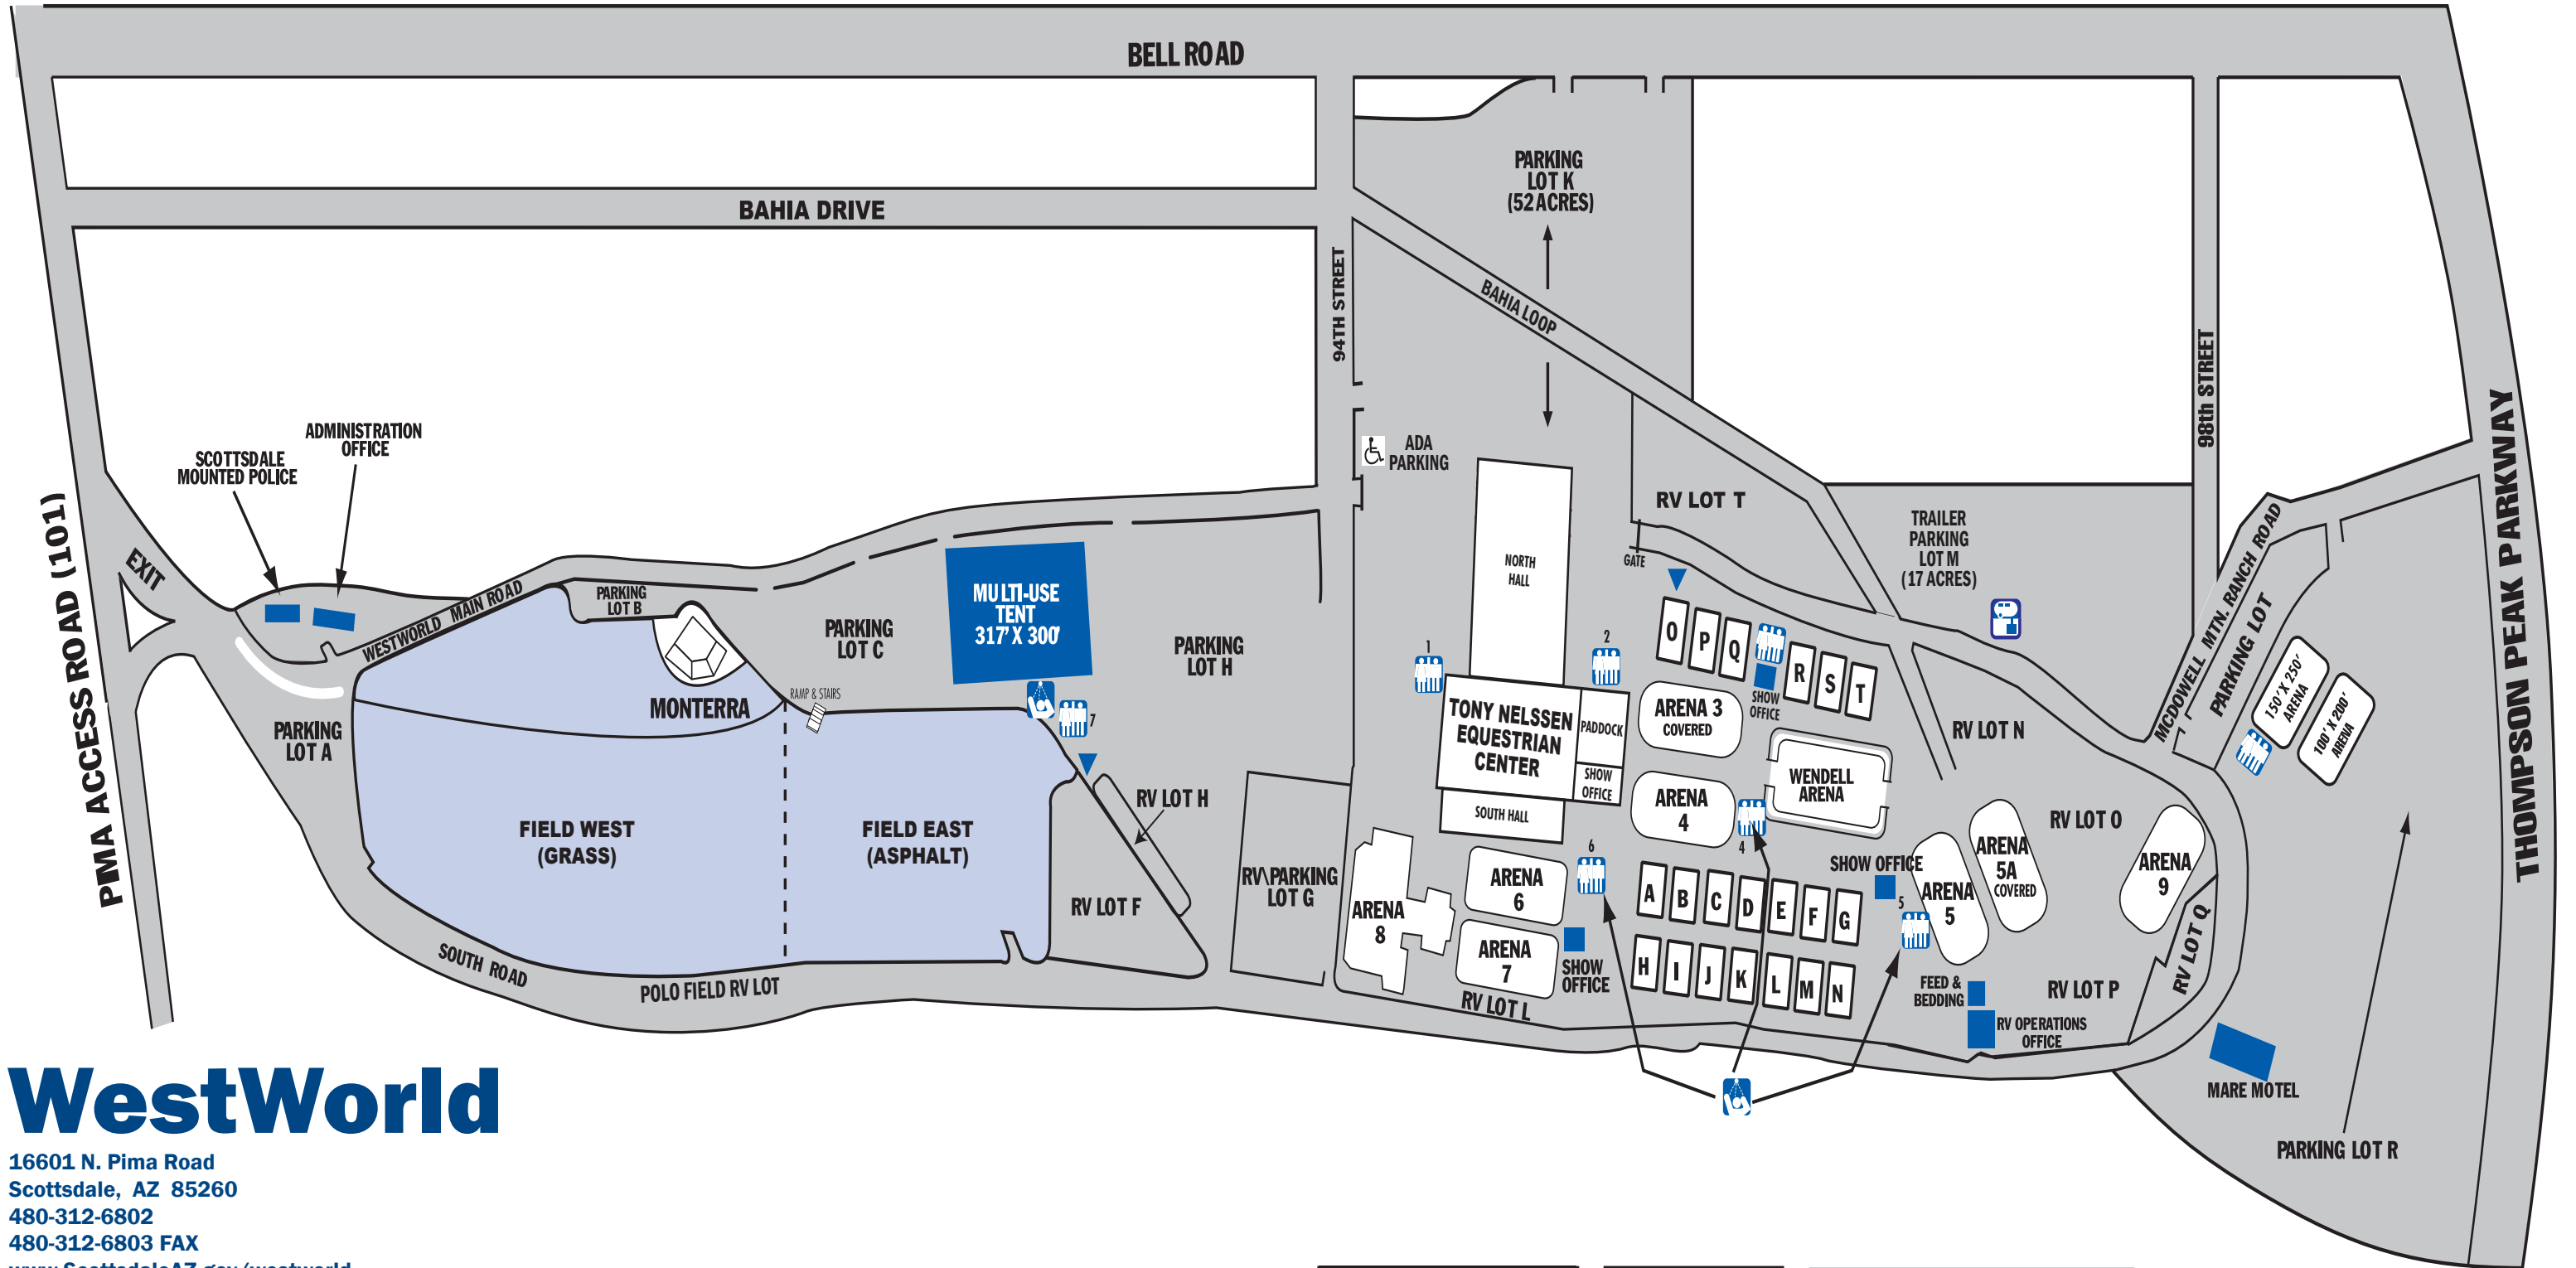 BELL ROAD
BAHIA DRIVE
94TH STREET
PARKING
LOT K
(52 ACRES)
BAHIA LOOP
98th STREET
THOMPSON PEAK PARKWAY
PIMA ACCESS ROAD (101)
EXIT
SCOTTSDALE
MOUNTED POLICE
ADMINISTRATION
OFFICE
WESTWORLD MAIN ROAD
PARKING
LOT A
PARKING
LOT B
MONTERRA
RAMP & STAIRS
PARKING
LOT C
MULTI-USE
TENT
317' X 300'
7
PARKING
LOT H
RV LOT H
FIELD WEST
(GRASS)
FIELD EAST
(ASPHALT)
RV LOT F
SOUTH ROAD
POLO FIELD RV LOT
RV\PARKING
LOT G
ADA
PARKING
NORTH
HALL
1
2
TONY NELSSEN
EQUESTRIAN
CENTER
PADDOCK
SHOW
OFFICE
SOUTH HALL
RV LOT T
GATE
O
P
Q
R
S
T
SHOW
OFFICE
ARENA 3
COVERED
ARENA
4
4
WENDELL
ARENA
TRAILER
PARKING
LOT M
(17 ACRES)
RV LOT N
RV LOT O
MCDOWELL MTN. RANCH ROAD
PARKING LOT
150' X 250'
ARENA
100' X 200'
ARENA
ARENA
8
ARENA
6
6
ARENA
7
SHOW
OFFICE
RV LOT L
A
B
C
D
E
F
G
H
I
J
K
L
M
N
SHOW OFFICE
5
ARENA
5
ARENA
5A
COVERED
ARENA
9
RV LOT Q
FEED &
BEDDING
RV LOT P
RV OPERATIONS
OFFICE
MARE MOTEL
PARKING LOT R
WestWorld
16601 N. Pima Road
Scottsdale, AZ 85260
480-312-6802
480-312-6803 FAX
www.ScottsdaleAZ.gov/westworld